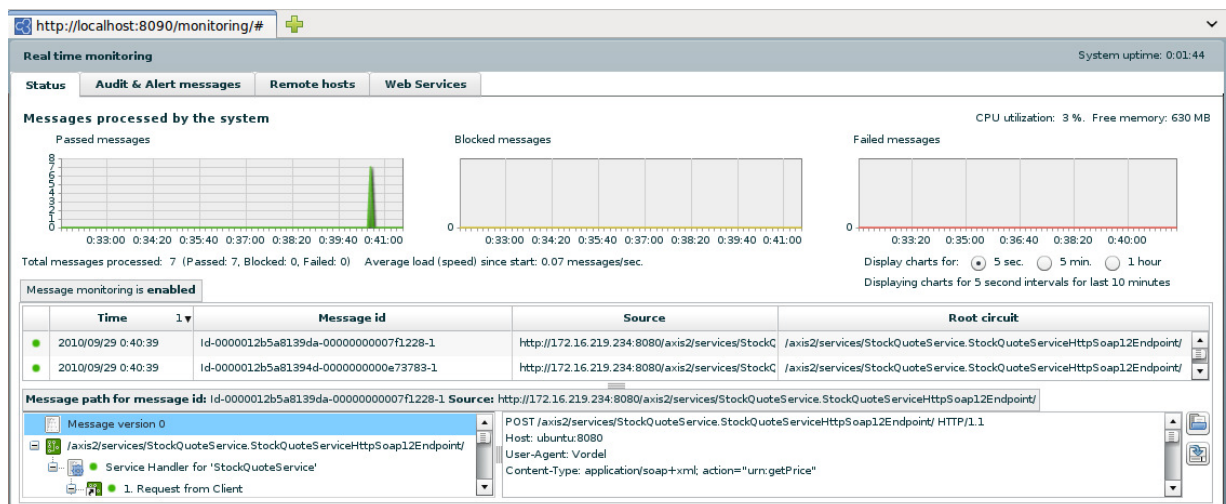 http://localhost:8090/monitoring/#
Real time monitoring
System uptime: 0:01:44
Status
Audit & Alert messages
Remote hosts
Web Services
Messages processed by the system
CPU utilization: 3 %. Free memory: 630 MB
Passed messages
8
7
6
5
4
3
2
1
0
0:33:00 0:34:20 0:35:40 0:37:00 0:38:20 0:39:40 0:41:00
Blocked messages
0
0:33:00 0:34:20 0:35:40 0:37:00 0:38:20 0:39:40 0:41:00
Failed messages
0
0:33:20 0:35:00 0:36:40 0:38:20 0:40:00
Total messages processed: 7 (Passed: 7, Blocked: 0, Failed: 0) Average load (speed) since start: 0.07 messages/sec.
Display charts for: 5 sec. 5 min. 1 hour
Displaying charts for 5 second intervals for last 10 minutes
Message monitoring is enabled
Time 1 Message id Source Root circuit
2010/09/29 0:40:39 Id-0000012b5a8139da-00000000007f1228-1 http://172.16.219.234:8080/axis2/services/StockQ /axis2/services/StockQuoteService.StockQuoteServiceHttpSoap12Endpoint/
2010/09/29 0:40:39 Id-0000012b5a81394d-0000000000e73783-1 http://172.16.219.234:8080/axis2/services/StockQ /axis2/services/StockQuoteService.StockQuoteServiceHttpSoap12Endpoint/
Message path for message id: Id-0000012b5a8139da-00000000007f1228-1 Source: http://172.16.219.234:8080/axis2/services/StockQuoteService.StockQuoteServiceHttpSoap12Endpoint/
Message version 0
/axis2/services/StockQuoteService.StockQuoteServiceHttpSoap12Endpoint/
Service Handler for 'StockQuoteService'
1. Request from Client
POST /axis2/services/StockQuoteService.StockQuoteServiceHttpSoap12Endpoint/ HTTP/1.1
Host: ubuntu:8080
User-Agent: Vordel
Content-Type: application/soap+xml; action="urn:getPrice"